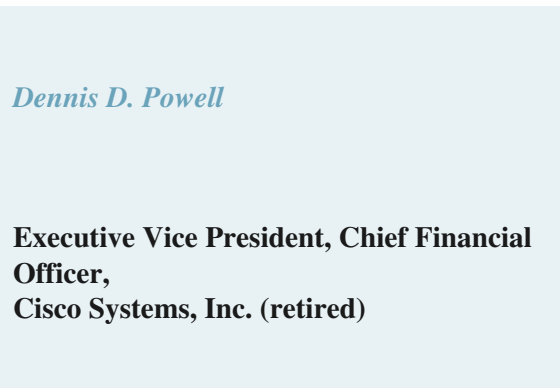 Dennis D. Powell
Executive Vice President, Chief Financial
Officer,
Cisco Systems, Inc. (retired)